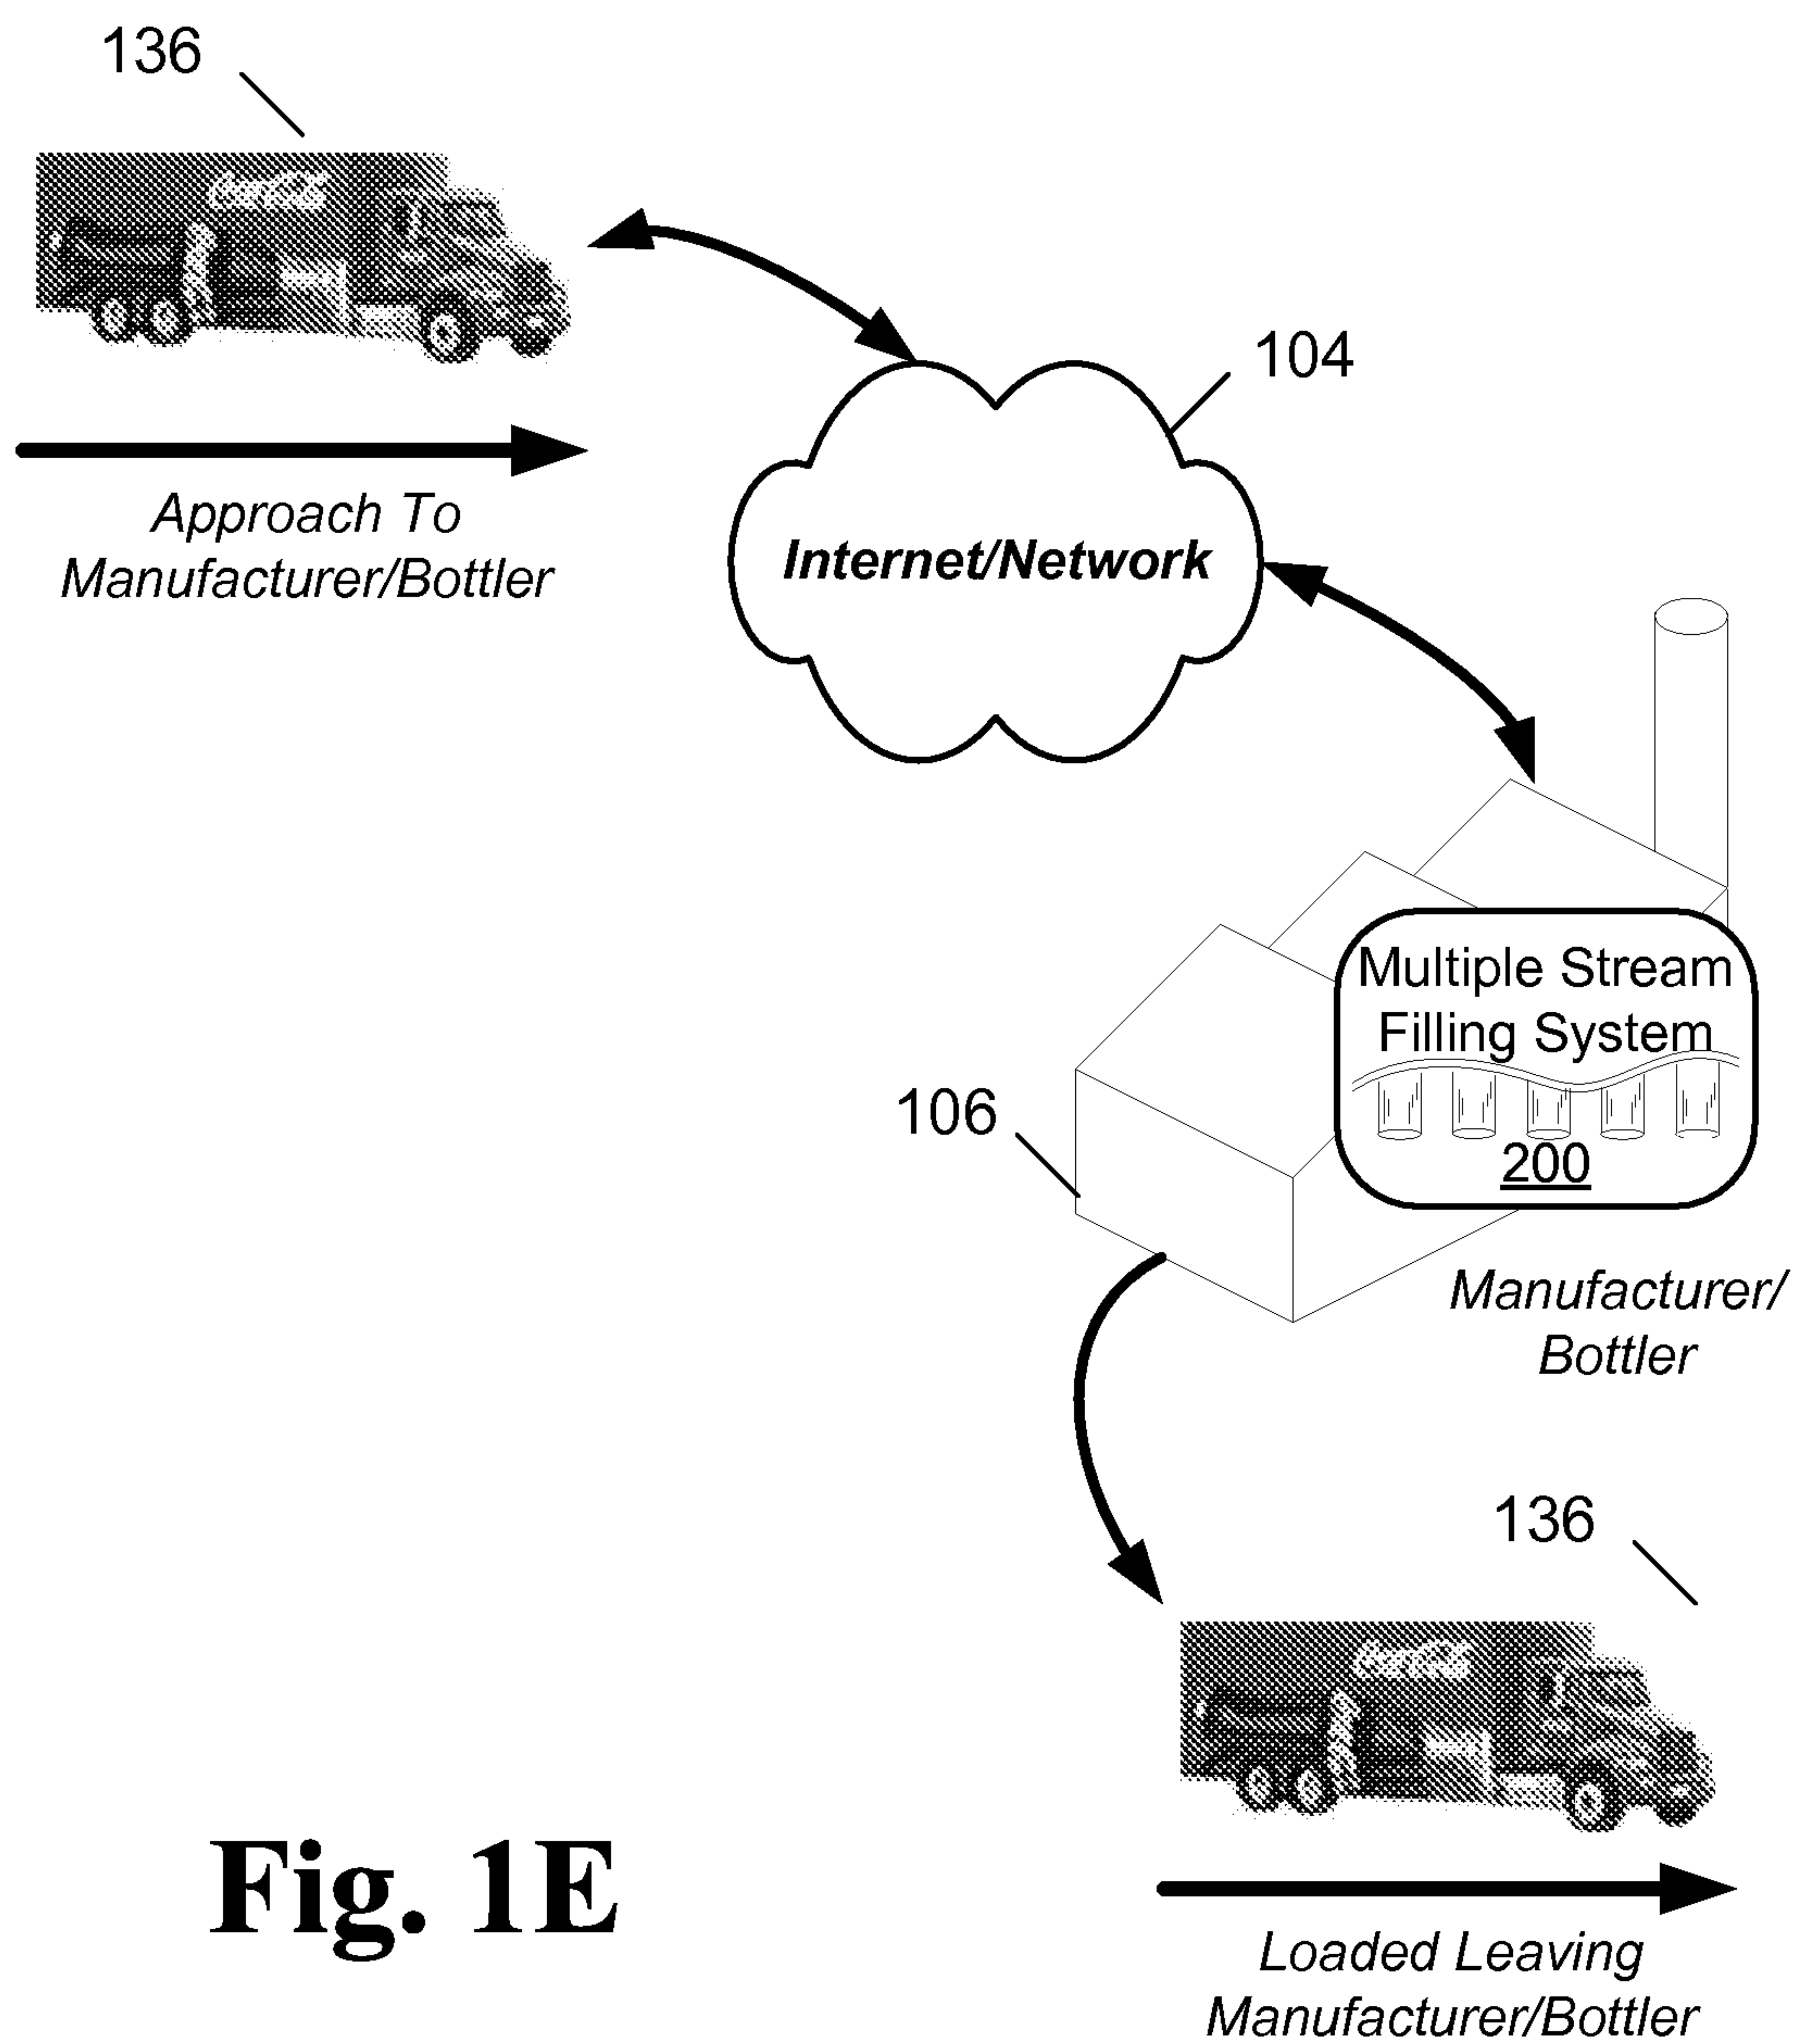 136
104
Approach To
Manufacturer/Bottler
Internet/Network
Multiple Stream
Filling System
200
106
Manufacturer/
Bottler
136
Fig. 1E
Loaded Leaving
Manufacturer/Bottler